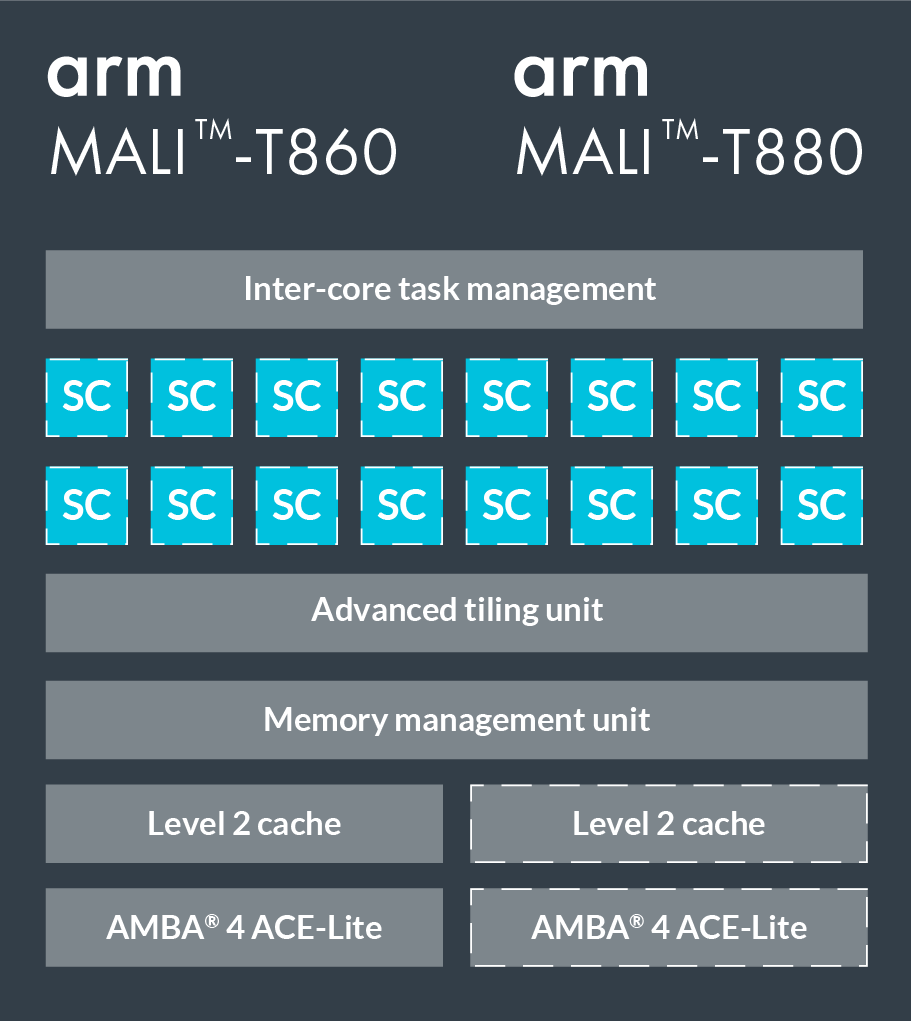 arm arm
MALI™-T860 MALI™-T880
Inter-core task management
SC SC SC SC SC SC SC SC
SC SC SC SC SC SC SC SC
Advanced tiling unit
Memory management unit
Level 2 cache Level 2 cache
AMBA® 4 ACE-Lite AMBA® 4 ACE-Lite